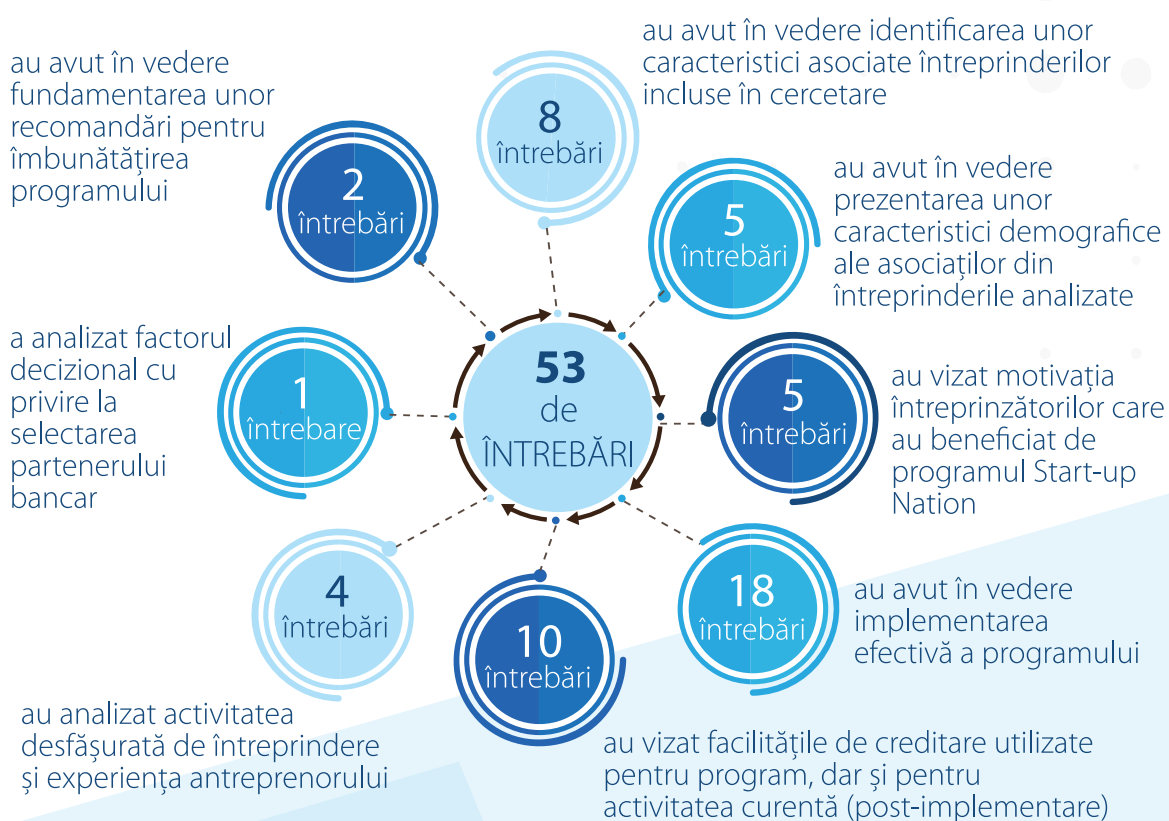 au avut în vedere identificarea unor
caracteristici asociate întreprinderilor
incluse în cercetare
8
întrebări
au avut în vedere
fundamentarea unor
recomandări pentru
îmbunătățirea
programului
2
întrebări
5
întrebări
au avut în vedere
prezentarea unor
caracteristici demografice
ale asociaților din
întreprinderile analizate
a analizat factorul
decizional cu
privire la
selectarea
partenerului
bancar
1
întrebare
53
de
ÎNTREBĂRI
5
întrebări
au vizat motivația
întreprinzătorilor care
au beneficiat de
programul Start-up
Nation
4
întrebări
au analizat activitatea
desfășurată de întreprindere
și experiența antreprenorului
10
întrebări
au vizat facilitățile de creditare utilizate
pentru program, dar și pentru
activitatea curentă (post-implementare)
18
întrebări
au avut în vedere
implementarea
efectivă a programului